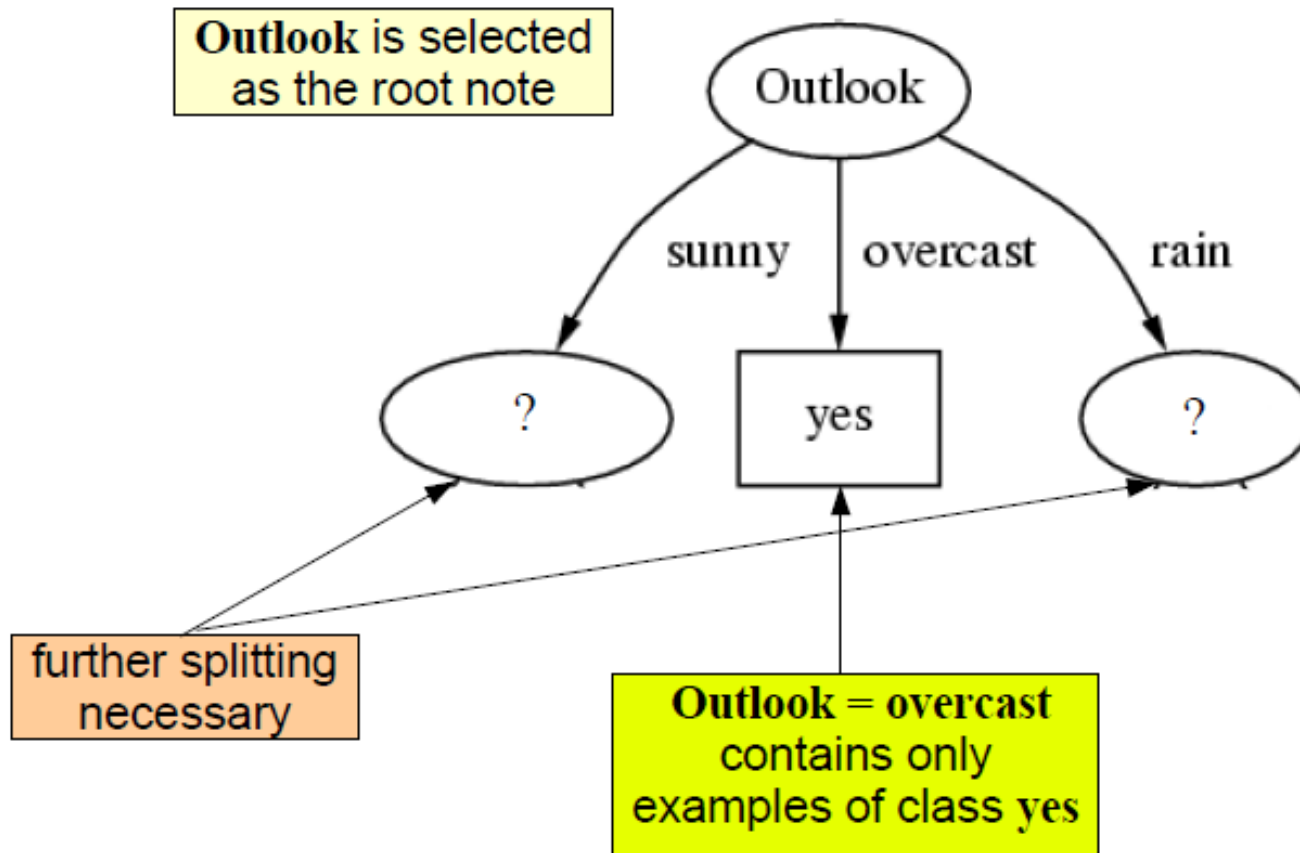 Outlook is selected
as the root note
Outlook
sunny
overcast
rain
?
yes
?
further splitting
necessary
Outlook = overcast
contains only
examples of class yes